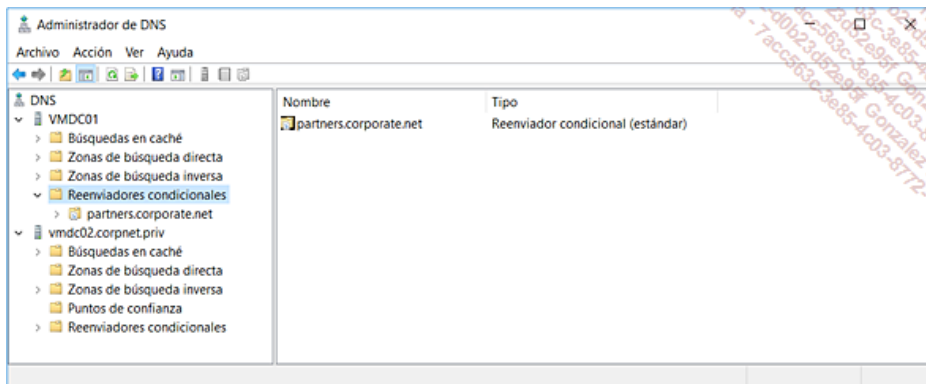 Administrador de DNS
Archivo Acción Ver Ayuda
DNS
VMDC01
Búsquedas en caché
Zonas de búsqueda directa
Zonas de búsqueda inversa
Reenviadores condicionales
partners.corporate.net
vmdc02.corpnet.priv
Búsquedas en caché
Zonas de búsqueda directa
Zonas de búsqueda inversa
Puntos de confianza
Reenviadores condicionales
Nombre Tipo
partners.corporate.net Reenviador condicional (estándar)